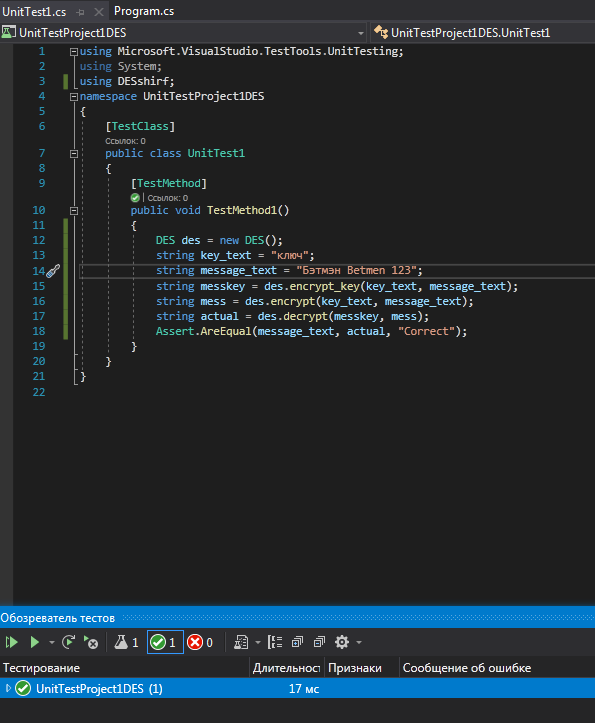 UnitTest1.cs Program.cs
UnitTestProject1DES UnitTestProject1DES.UnitTest1
1 using Microsoft.VisualStudio.TestTools.UnitTesting;
2 using System;
3 using DESshirf;
4 namespace UnitTestProject1DES
5 {
6 [TestClass]
Ссылок: 0
7 public class UnitTest1
8 {
9 [TestMethod]
| Ссылок: 0
10 public void TestMethod1()
11 {
12 DES des = new DES();
13 string key_text = "ключ";
14 string message_text = "Бэтмэн Betmen 123";
15 string messkey = des.encrypt_key(key_text, message_text);
16 string mess = des.encrypt(key_text, message_text);
17 string actual = des.decrypt(messkey, mess);
18 Assert.AreEqual(message_text, actual, "Correct");
19 }
20 }
21 }
22
Обозреватель тестов
1 1 0
Тестирование Длительност Признаки Сообщение об ошибке
UnitTestProject1DES (1) 17 мс